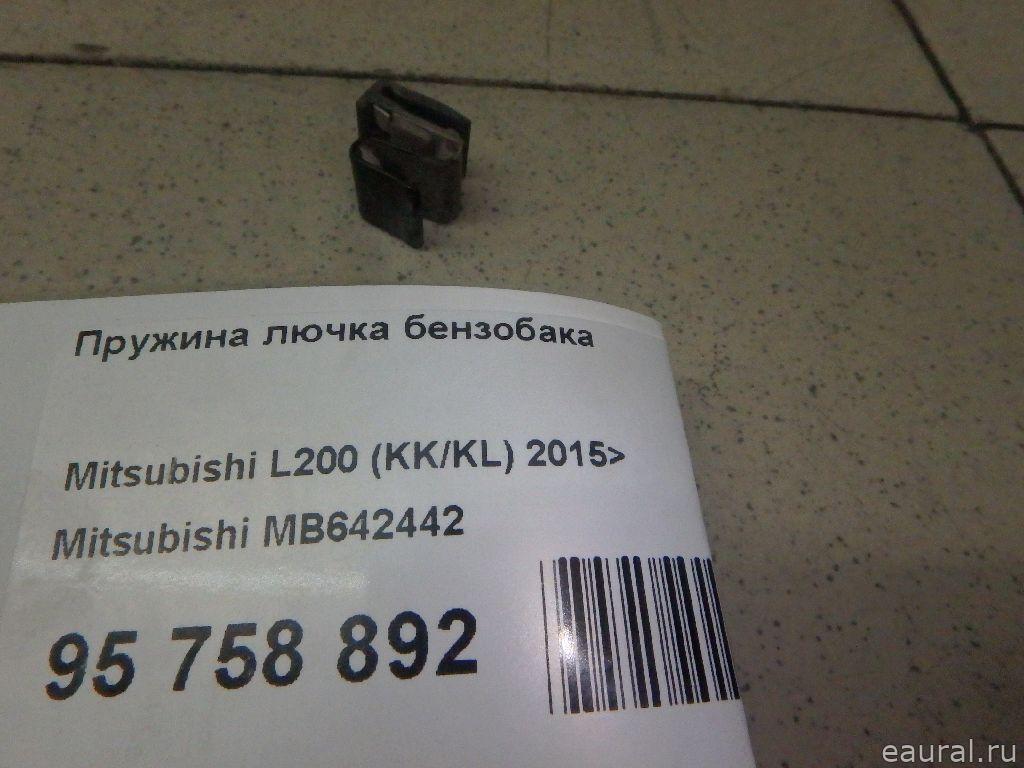 Пружина лючка бензобака
Mitsubishi L200 (KK/KL) 2015>
Mitsubishi MB642442
95 758 892
eaural.ru